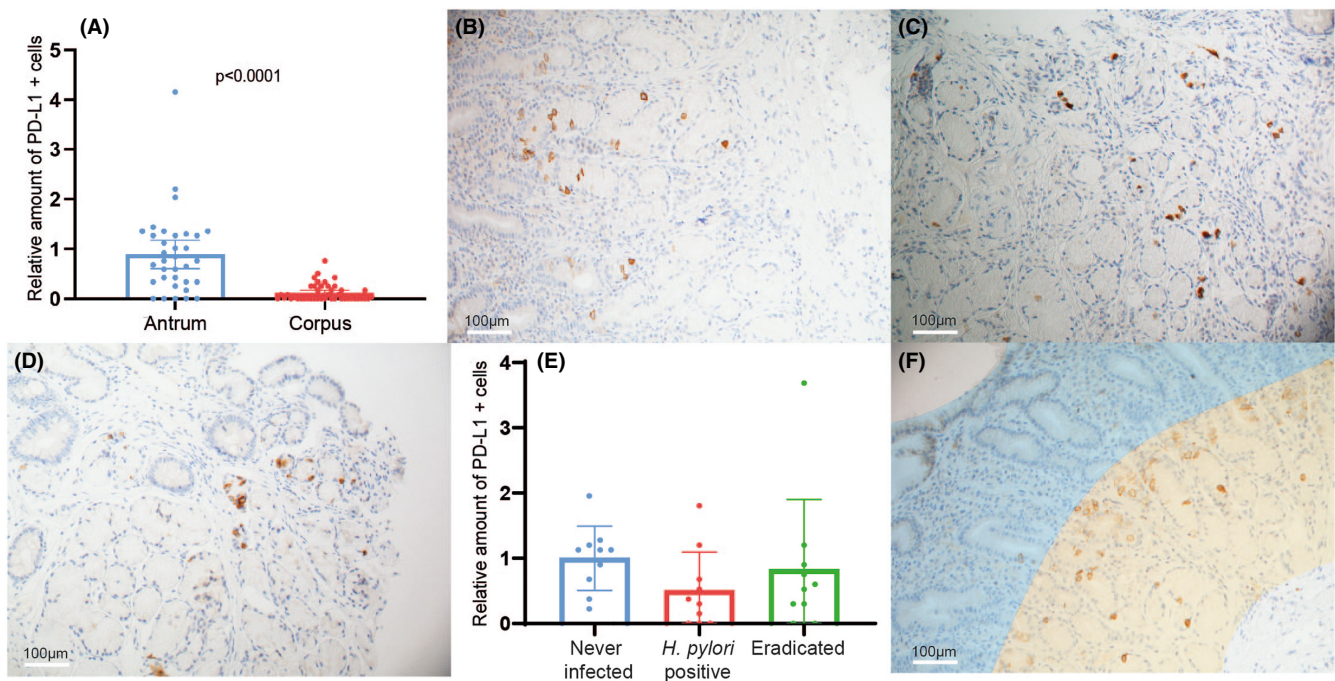 (A)
Relative amount of PD-L1 + cells
5
4
3
2
1
0
p<0.0001
Antrum
Corpus
(B)
100μm
(C)
100μm
(D)
100μm
(E)
Relative amount of PD-L1 + cells
4
3
2
1
0
Never
infected
H. pylori
positive
Eradicated
(F)
100μm